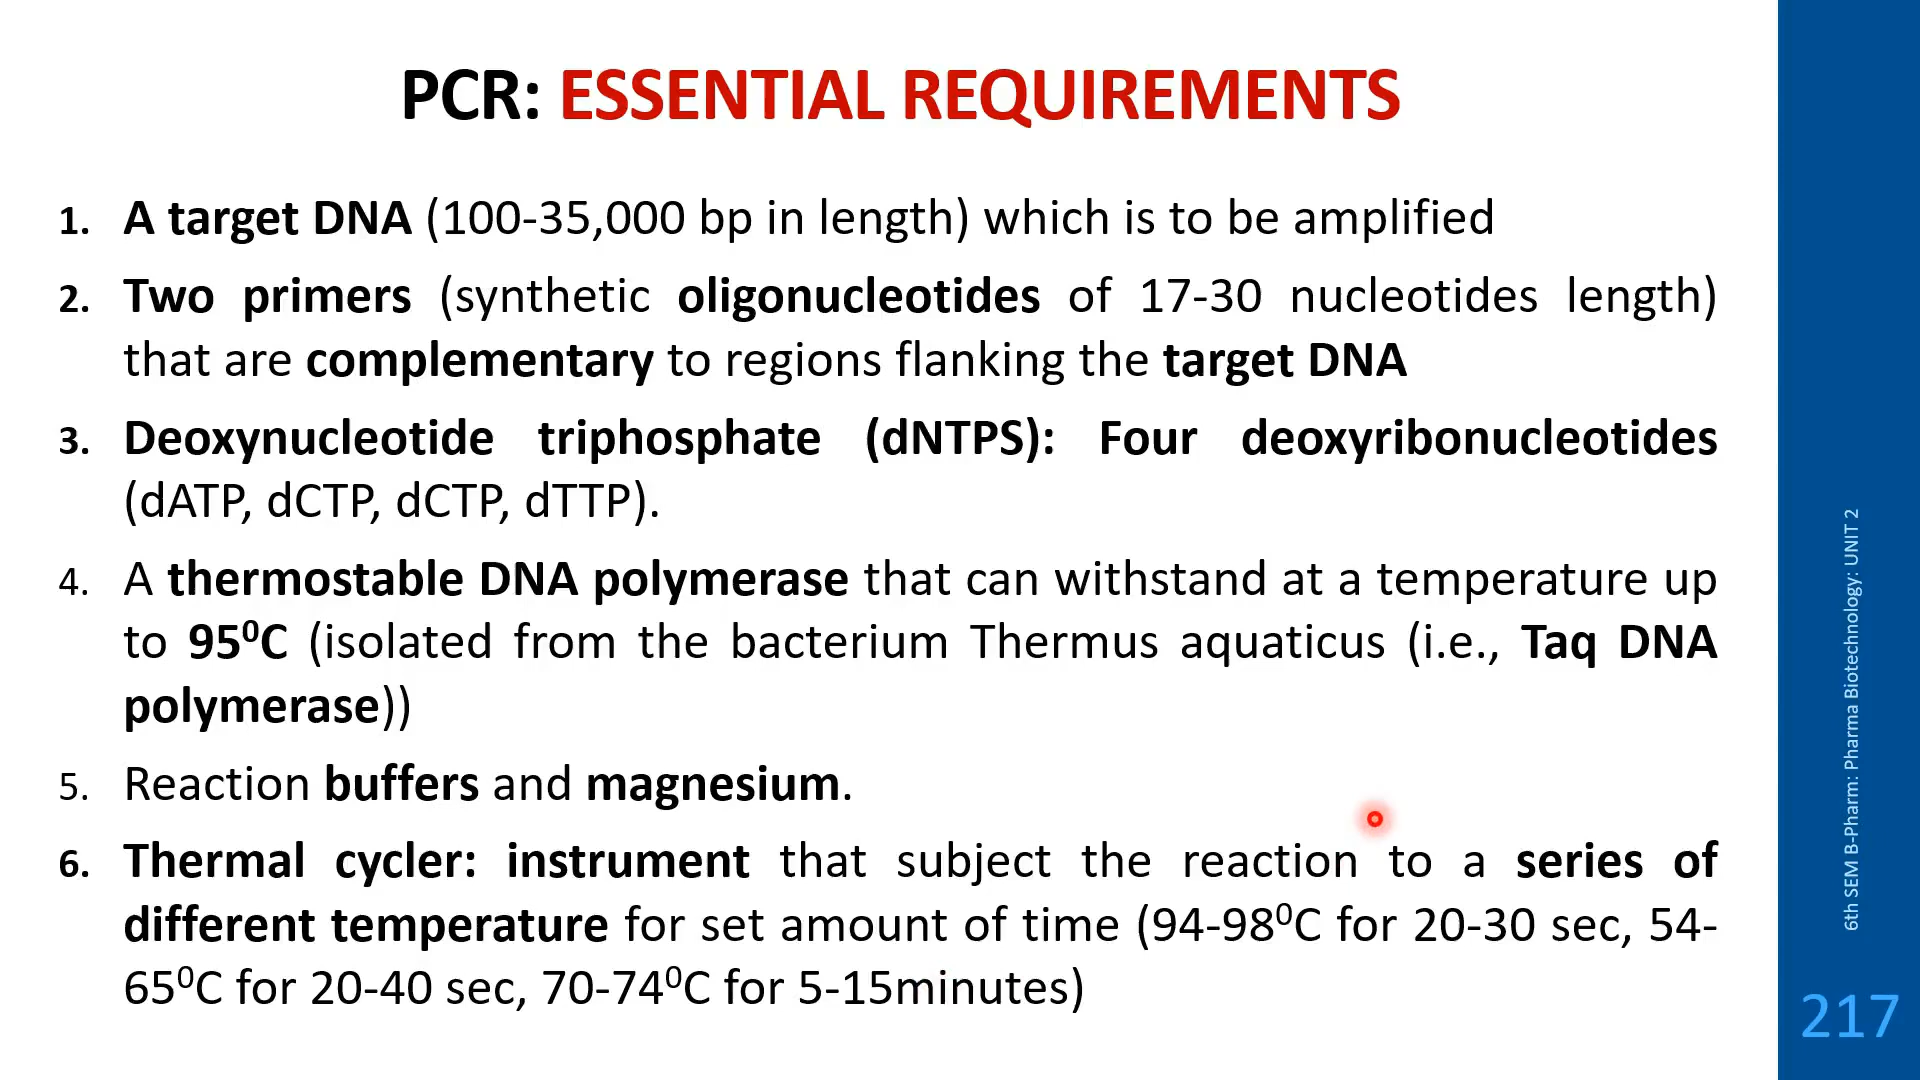 PCR: ESSENTIAL REQUIREMENTS
1. A target DNA (100-35,000 bp in length) which is to be amplified
2. Two primers (synthetic oligonucleotides of 17-30 nucleotides length)
that are complementary to regions flanking the target DNA
3. Deoxynucleotide triphosphate (dNTPS): Four deoxyribonucleotides
(dATP, dCTP, dCTP, dTTP).
4. A thermostable DNA polymerase that can withstand at a temperature up
to 95⁰C (isolated from the bacterium Thermus aquaticus (i.e., Taq DNA
polymerase))
5. Reaction buffers and magnesium.
6. Thermal cycler: instrument that subject the reaction to a series of
different temperature for set amount of time (94-98⁰C for 20-30 sec, 54-
65⁰C for 20-40 sec, 70-74⁰C for 5-15minutes)
6th SEM B-Pharm: Pharma Biotechnology: UNIT 2
217